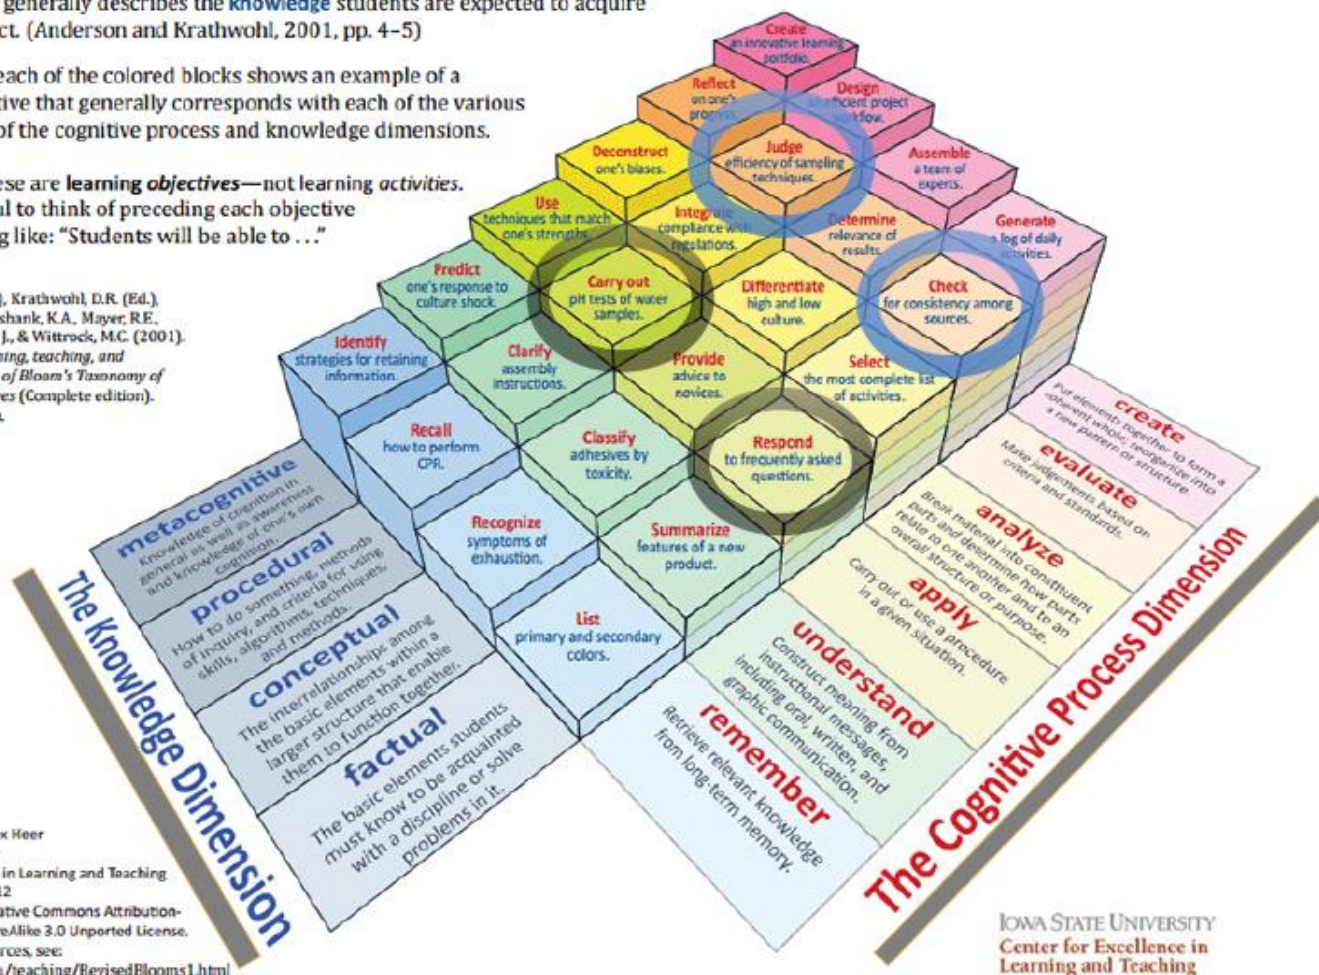 generally describes the knowledge students are expected to acquire
ct. (Anderson and Krathwohl, 2001, pp. 4–5)
each of the colored blocks shows an example of a
tive that generally corresponds with each of the various
of the cognitive process and knowledge dimensions.
ese are learning objectives—not learning activities.
ul to think of preceding each objective
g like: “Students will be able to . . .”
), Krathwohl, D.R. (Ed.),
shank, K.A., Mayer, R.E.,
J., & Wittrock, M.C. (2001).
ning, teaching, and
of Bloom's Taxonomy of
es (Complete edition).
Create
an innovative learning
portfolio.
Reflect
on one's
progress.
Design
efficient project
workflow.
Deconstruct
one's biases.
Judge
efficiency of sampling
techniques.
Assemble
a team of
experts.
Use
techniques that match
one's strengths.
Integrate
compliance with
regulations.
Determine
relevance of
results.
Generate
a log of daily
activities.
Predict
one's response to
culture shock.
Carry out
pH tests of water
samples.
Differentiate
high and low
culture.
Check
for consistency among
sources.
Identify
strategies for retaining
information.
Clarify
assembly
instructions.
Provide
advice to
novices.
Select
the most complete list
of activities.
Recall
how to perform
CPR.
Classify
adhesives by
toxicity.
Respond
to frequently asked
questions.
Recognize
symptoms of
exhaustion.
Summarize
features of a new
product.
List
primary and secondary
colors.
metacognitive
Knowledge of cognition in
general as well as awareness
and knowledge of one's own
cognition.
procedural
How to do something, methods
of inquiry, and criteria for using
skills, algorithms, techniques,
and methods.
conceptual
The interrelationships among
the basic elements within a
larger structure that enable
them to function together.
factual
The basic elements students
must know to be acquainted
with a discipline or solve
problems in it.
The Knowledge Dimension
create
Put elements together to form a
coherent whole; reorganize into
a new pattern or structure.
evaluate
Make judgements based on
criteria and standards.
analyze
Break material into constituent
parts and determine how parts
relate to one another and to an
overall structure or purpose.
apply
Carry out or use a procedure
in a given situation.
understand
Construct meaning from
instructional messages,
including oral, written, and
graphic communication.
remember
Retrieve relevant knowledge
from long-term memory.
The Cognitive Process Dimension
x Heer
in Learning and Teaching
12
ative Commons Attribution-
eAlike 3.0 Unported License.
rces, see:
/teaching/RevisedBlooms1.html
IOWA STATE UNIVERSITY
Center for Excellence in
Learning and Teaching